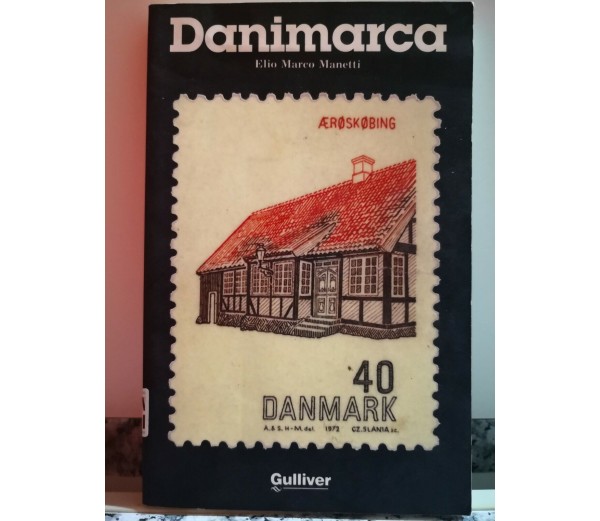 Danimarca
Elio Marco Manetti
ÆRØSKØBING
40
DANMARK
A. & S. H-M. del. 1972 CZ. SLANIA sc.
Gulliver